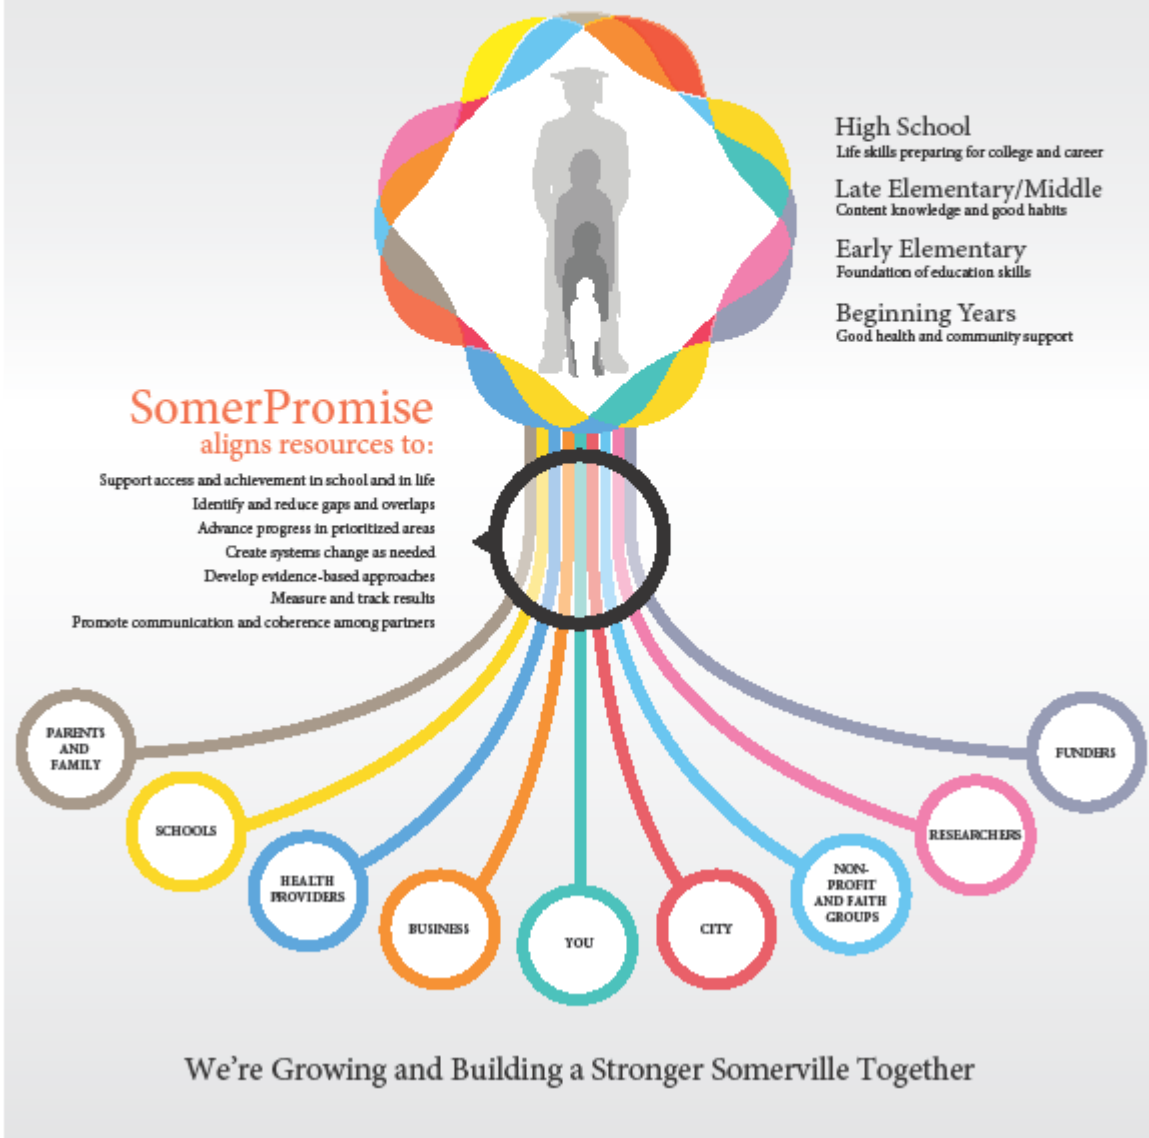 High School
Life skills preparing for college and career
Late Elementary/Middle
Content knowledge and good habits
Early Elementary
Foundation of education skills
Beginning Years
Good health and community support
SomerPromise
aligns resources to:
Support access and achievement in school and in life
Identify and reduce gaps and overlaps
Advance progress in prioritized areas
Create systems change as needed
Develop evidence-based approaches
Measure and track results
Promote communication and coherence among partners
PARENTS
AND
FAMILY
SCHOOLS
HEALTH
PROVIDERS
BUSINESS
YOU
CITY
NON-
PROFIT
AND FAITH
GROUPS
RESEARCHERS
FUNDERS
We're Growing and Building a Stronger Somerville Together